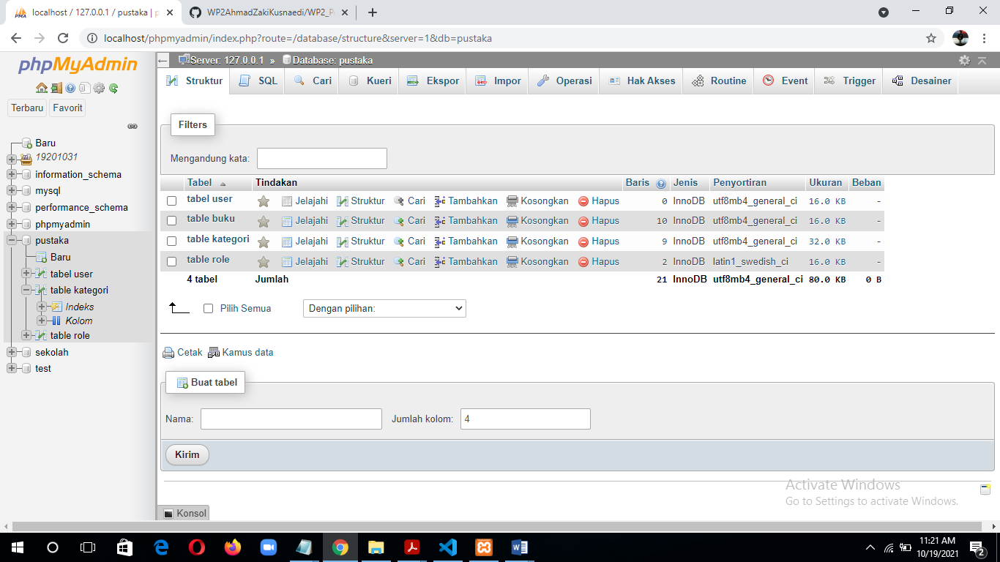 localhost / 127.0.0.1 / pustaka | p
WP2AhmadZakiKusnaedi/WP2_P
localhost/phpmyadmin/index.php?route=/database/structure&server=1&db=pustaka
phpMyAdmin
Terbaru Favorit
Baru
19201031
information_schema
mysql
performance_schema
phpmyadmin
pustaka
Baru
tabel user
table kategori
Indeks
Kolom
table role
sekolah
test
Server: 127.0.0.1 » Database: pustaka
Struktur SQL Cari Kueri Ekspor Impor Operasi Hak Akses Routine Event Trigger Desainer
Filters
Mengandung kata:
Tabel Tindakan Baris Jenis Penyortiran Ukuran Beban
tabel user Jelajahi Struktur Cari Tambahkan Kosongkan Hapus 0 InnoDB utf8mb4_general_ci 16.0 KB -
table buku Jelajahi Struktur Cari Tambahkan Kosongkan Hapus 10 InnoDB utf8mb4_general_ci 16.0 KB -
table kategori Jelajahi Struktur Cari Tambahkan Kosongkan Hapus 9 InnoDB utf8mb4_general_ci 32.0 KB -
table role Jelajahi Struktur Cari Tambahkan Kosongkan Hapus 2 InnoDB latin1_swedish_ci 16.0 KB -
4 tabel Jumlah 21 InnoDB utf8mb4_general_ci 80.0 KB 0 B
Pilih Semua Dengan pilihan:
Cetak Kamus data
Buat tabel
Nama: Jumlah kolom: 4
Kirim
Konsol
Activate Windows
Go to Settings to activate Windows.
11:21 AM
10/19/2021
2